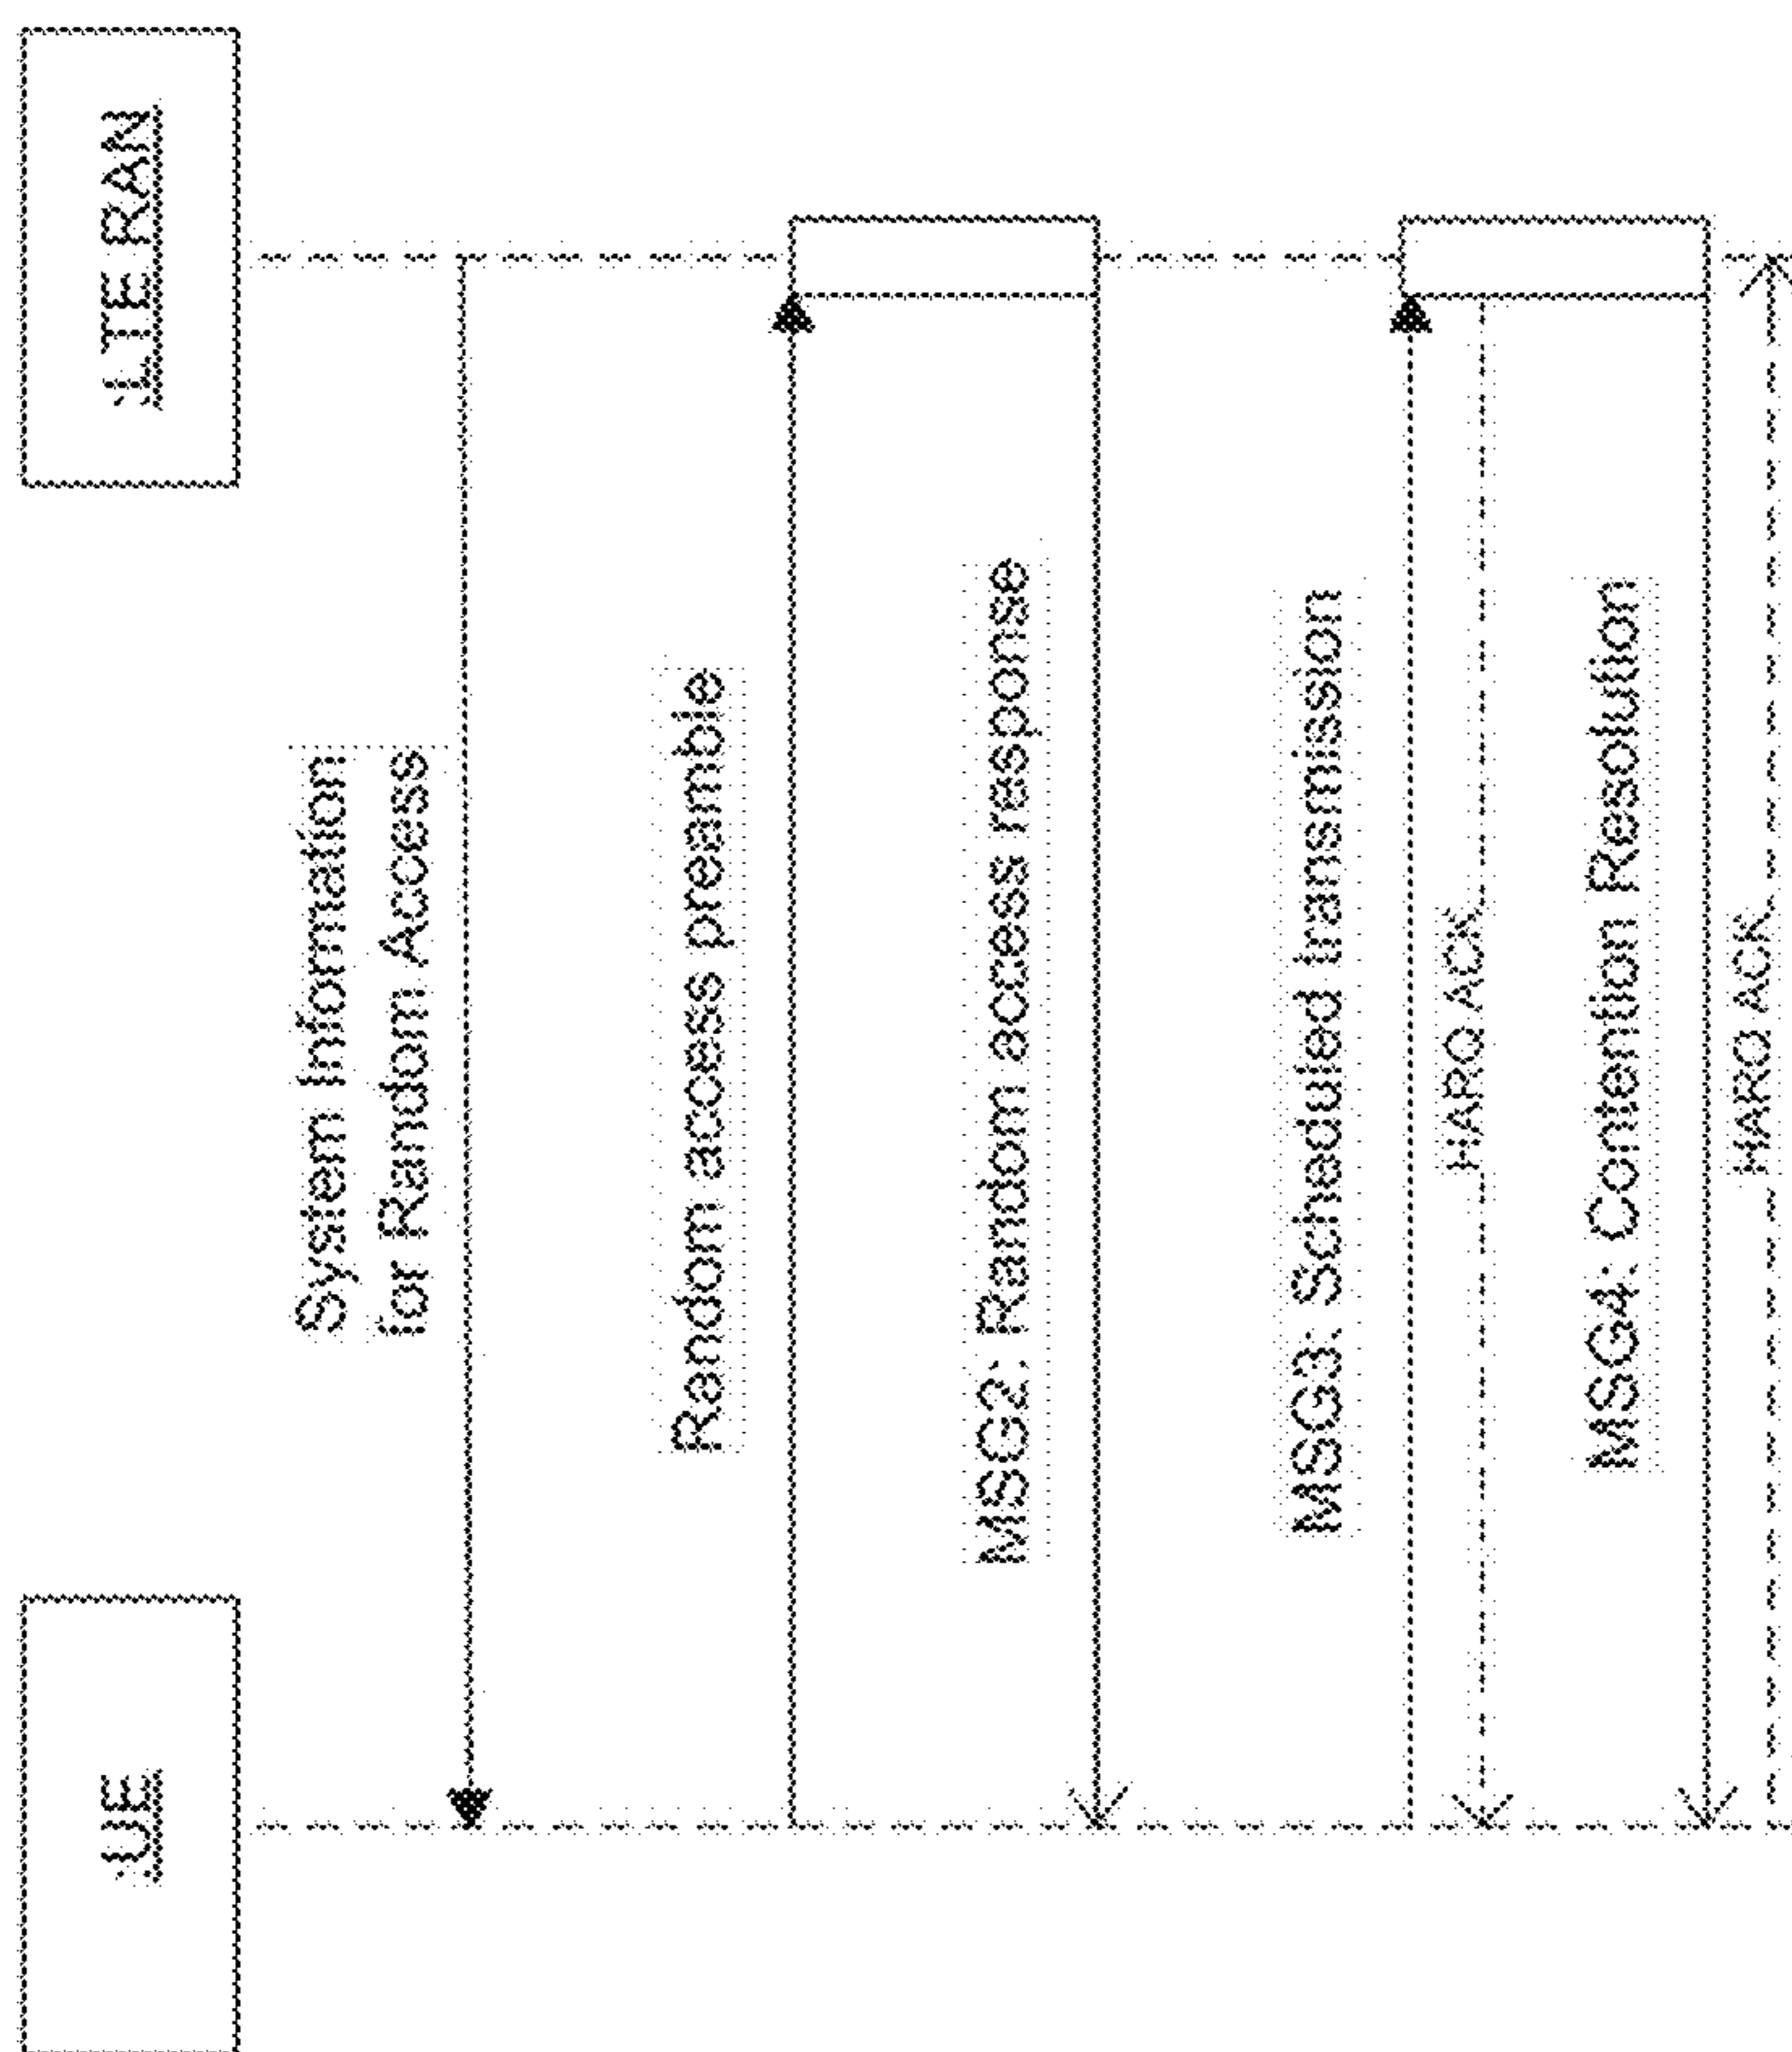 UE
LTE RAN
System Information
for Random Access
Random access preamble
MSG2: Random access response
MSG3: Scheduled transmission
HARQ ACK
MSG4: Contention Resolution
HARQ ACK